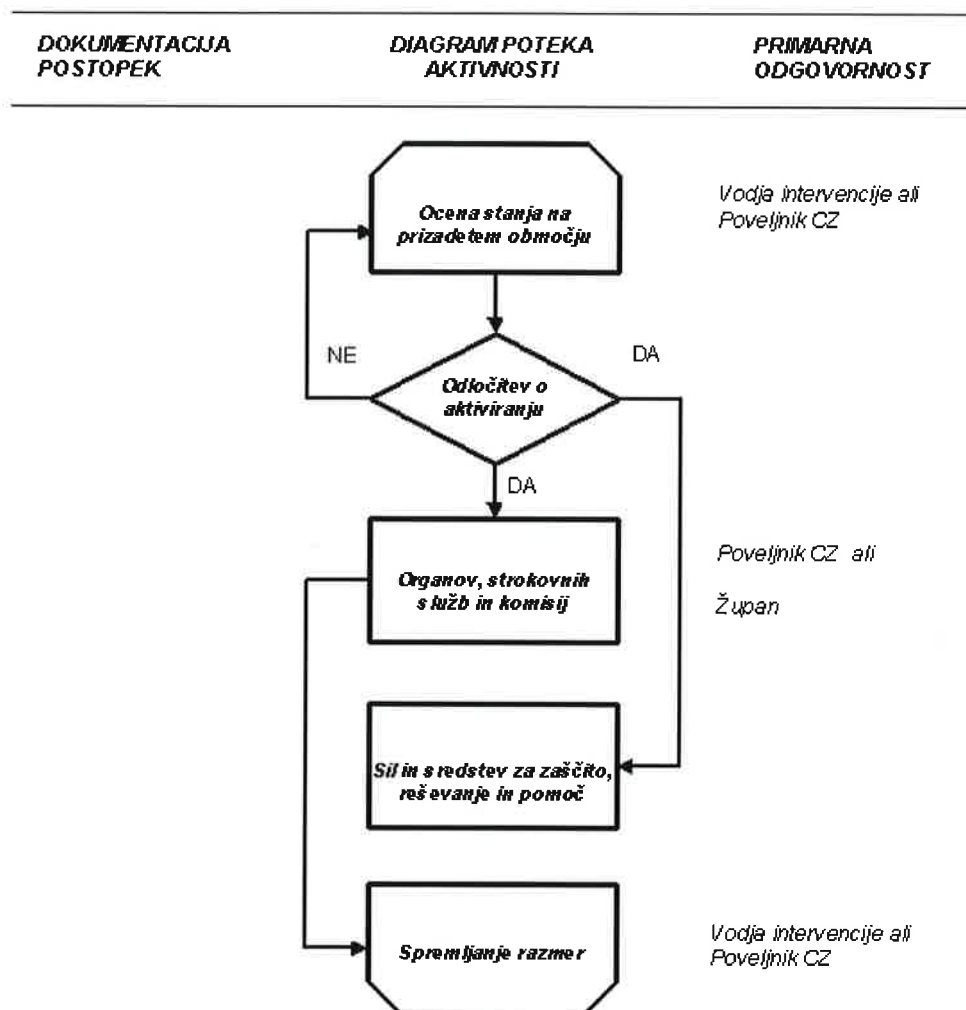 DOKUMENTACIJA
POSTOPEK
DIAGRAM POTEKA
AKTIVNOSTI
PRIMARNA
ODGOVORNOST
Ocena stanja na
prizadetem območju
Vodja intervencije ali
Poveljnik CZ
NE
DA
Odločitev o
aktiviranju
DA
Organov, strokovnih
služb in komisij
Poveljnik CZ ali
Župan
Sil in sredstev za zaščito,
reševanje in pomoč
Spremljanje razmer
Vodja intervencije ali
Poveljnik CZ